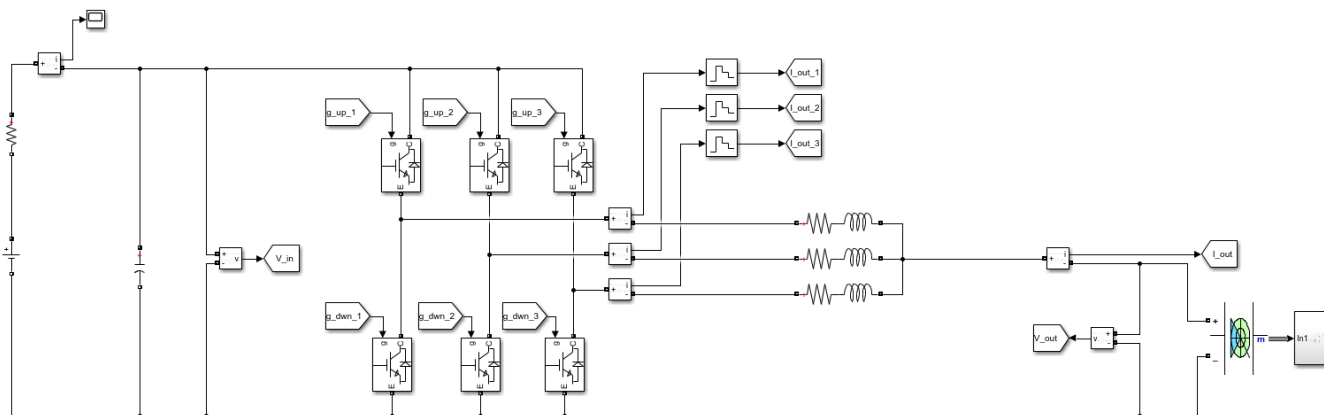 i
+
-
I_out_1
I_out_2
I_out_3
g_up_1
g_up_2
g_up_3
g
C
E
g
C
E
g
C
E
+
i
-
+
i
-
+
i
-
+
-
v
V_in
+
i
-
I_out
g_dwn_1
g_dwn_2
g_dwn_3
g
C
E
g
C
E
g
C
E
V_out
v
+
-
+
m
–
In1
+
+
+
+
+
+